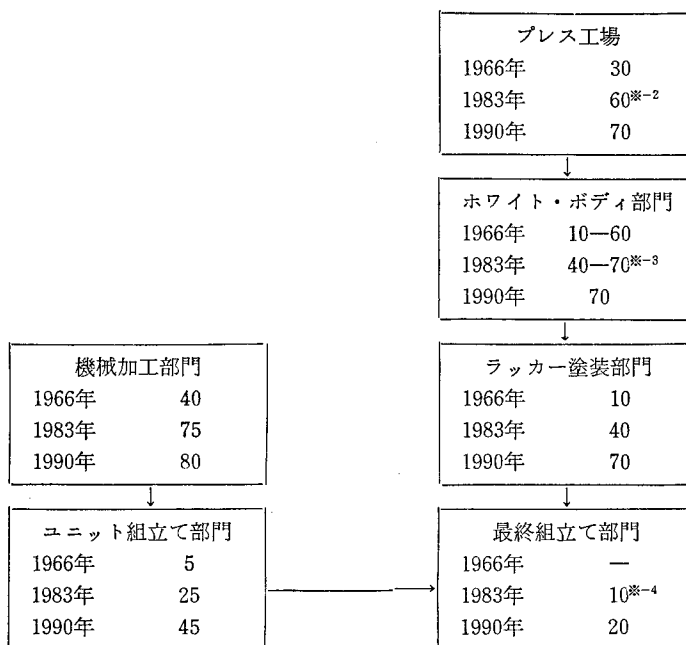 プレス工場
1966年 30
1983年 60※-2
1990年 70
ホワイト・ボディ部門
1966年 10—60
1983年 40—70※-3
1990年 70
機械加工部門
1966年 40
1983年 75
1990年 80
ラッカー塗装部門
1966年 10
1983年 40
1990年 70
ユニット組立て部門
1966年 5
1983年 25
1990年 45
最終組立て部門
1966年 —
1983年 10※-4
1990年 20